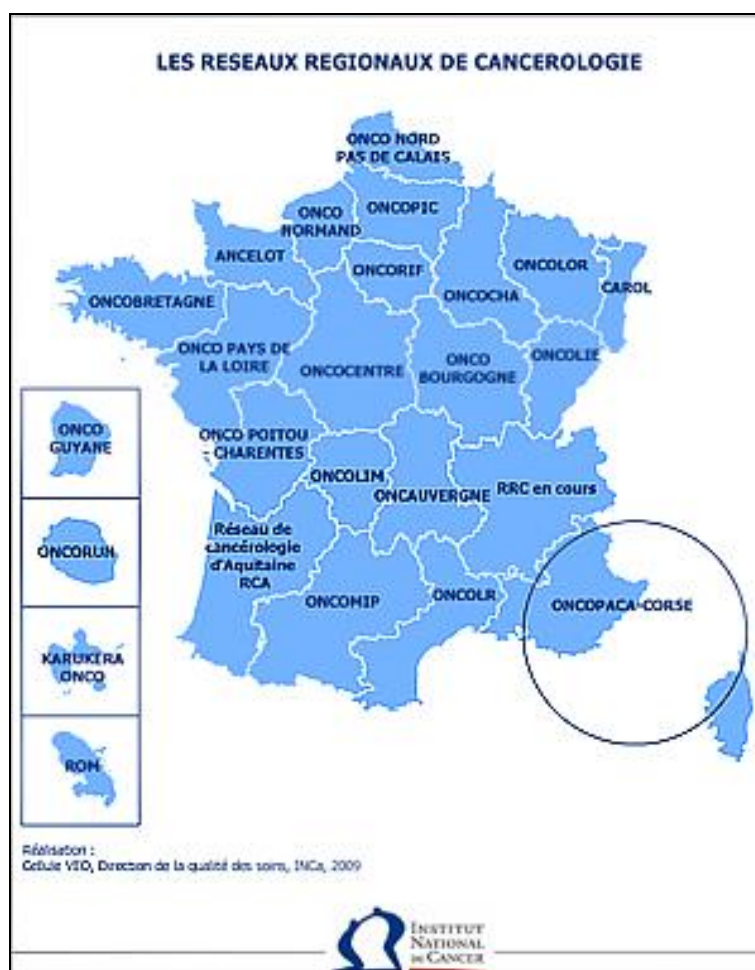 LES RESEAUX REGIONAUX DE CANCEROLOGIE
ONCO NORD
PAS DE CALAIS
ONCO
NORMAND
ONCOPIC
ANCELOT
ONCORIF
ONCOLOR
CAROL
ONCOBRETAGNE
ONCOCHA
ONCO PAYS DE
LA LOIRE
ONCOCENTRE
ONCO
BOURGOGNE
ONCOLIE
ONCO
GUYANE
ONCO POITOU
- CHARENTES
ONCOLIM
ONCAUVERGNE
RRC en cours
ONCORUN
Réseau de
cancérologie
d'Aquitaine
RCA
ONCOMIP
ONCOLR
ONCOPACA-CORSE
KARUKERA
ONCO
ROM
Réalisation :
Cellule VIO, Direction de la qualité des soins, INCa, 2009
INSTITUT
NATIONAL
DU CANCER